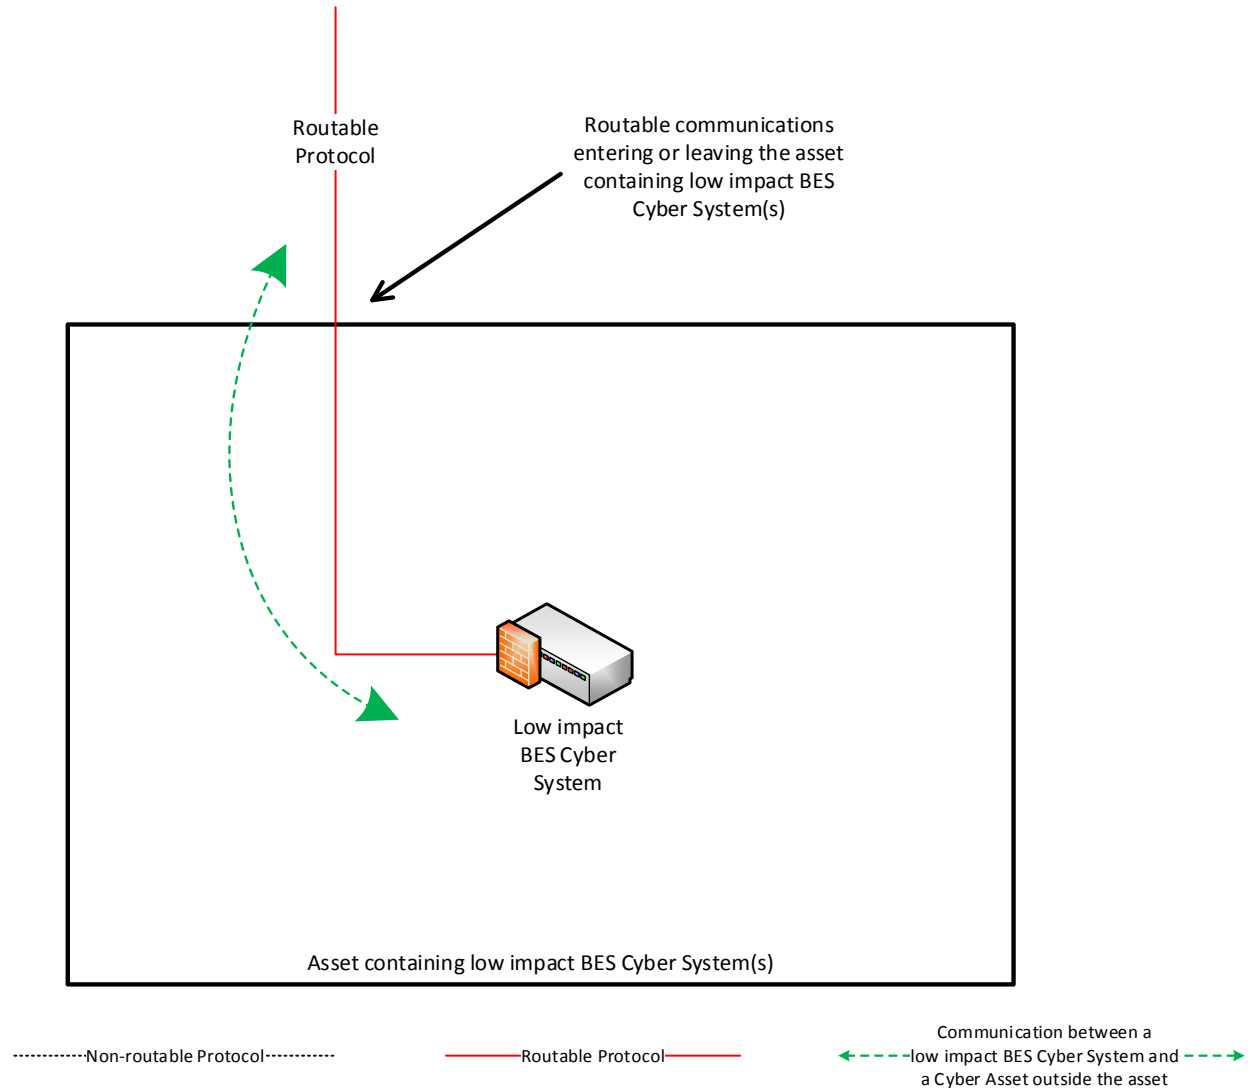 Routable
Protocol
Routable communications
entering or leaving the asset
containing low impact BES
Cyber System(s)
Low impact
BES Cyber
System
Asset containing low impact BES Cyber System(s)
Non-routable Protocol
Routable Protocol
Communication between a
low impact BES Cyber System and
a Cyber Asset outside the asset